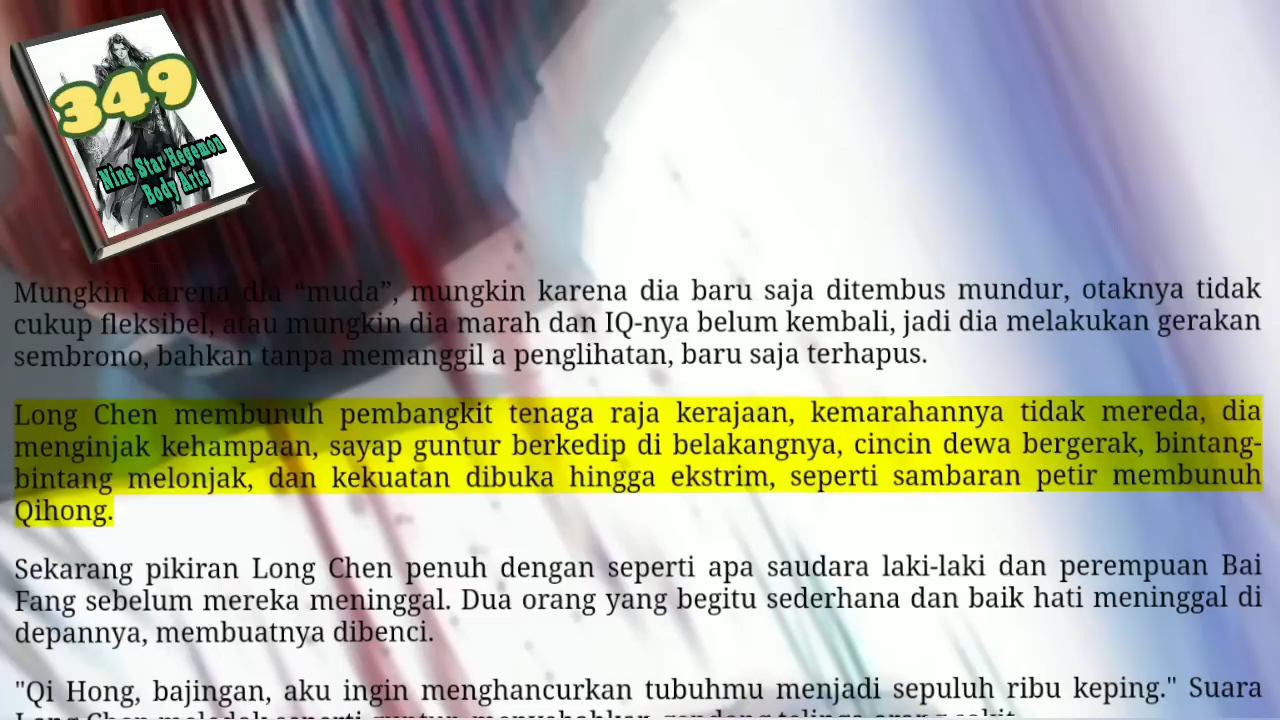 349
Nine Star Hegemon
Body Arts
Mungkin karena dia “muda”, mungkin karena dia baru saja ditembus mundur, otaknya tidak
cukup fleksibel, atau mungkin dia marah dan IQ-nya belum kembali, jadi dia melakukan gerakan
sembrono, bahkan tanpa memanggil a penglihatan, baru saja terhapus.
Long Chen membunuh pembangkit tenaga raja kerajaan, kemarahannya tidak mereda, dia
menginjak kehampaan, sayap guntur berkedip di belakangnya, cincin dewa bergerak, bintang-
bintang melonjak, dan kekuatan dibuka hingga ekstrim, seperti sambaran petir membunuh
Qihong.
Sekarang pikiran Long Chen penuh dengan seperti apa saudara laki-laki dan perempuan Bai
Fang sebelum mereka meninggal. Dua orang yang begitu sederhana dan baik hati meninggal di
depannya, membuatnya dibenci.
"Qi Hong, bajingan, aku ingin menghancurkan tubuhmu menjadi sepuluh ribu keping." Suara